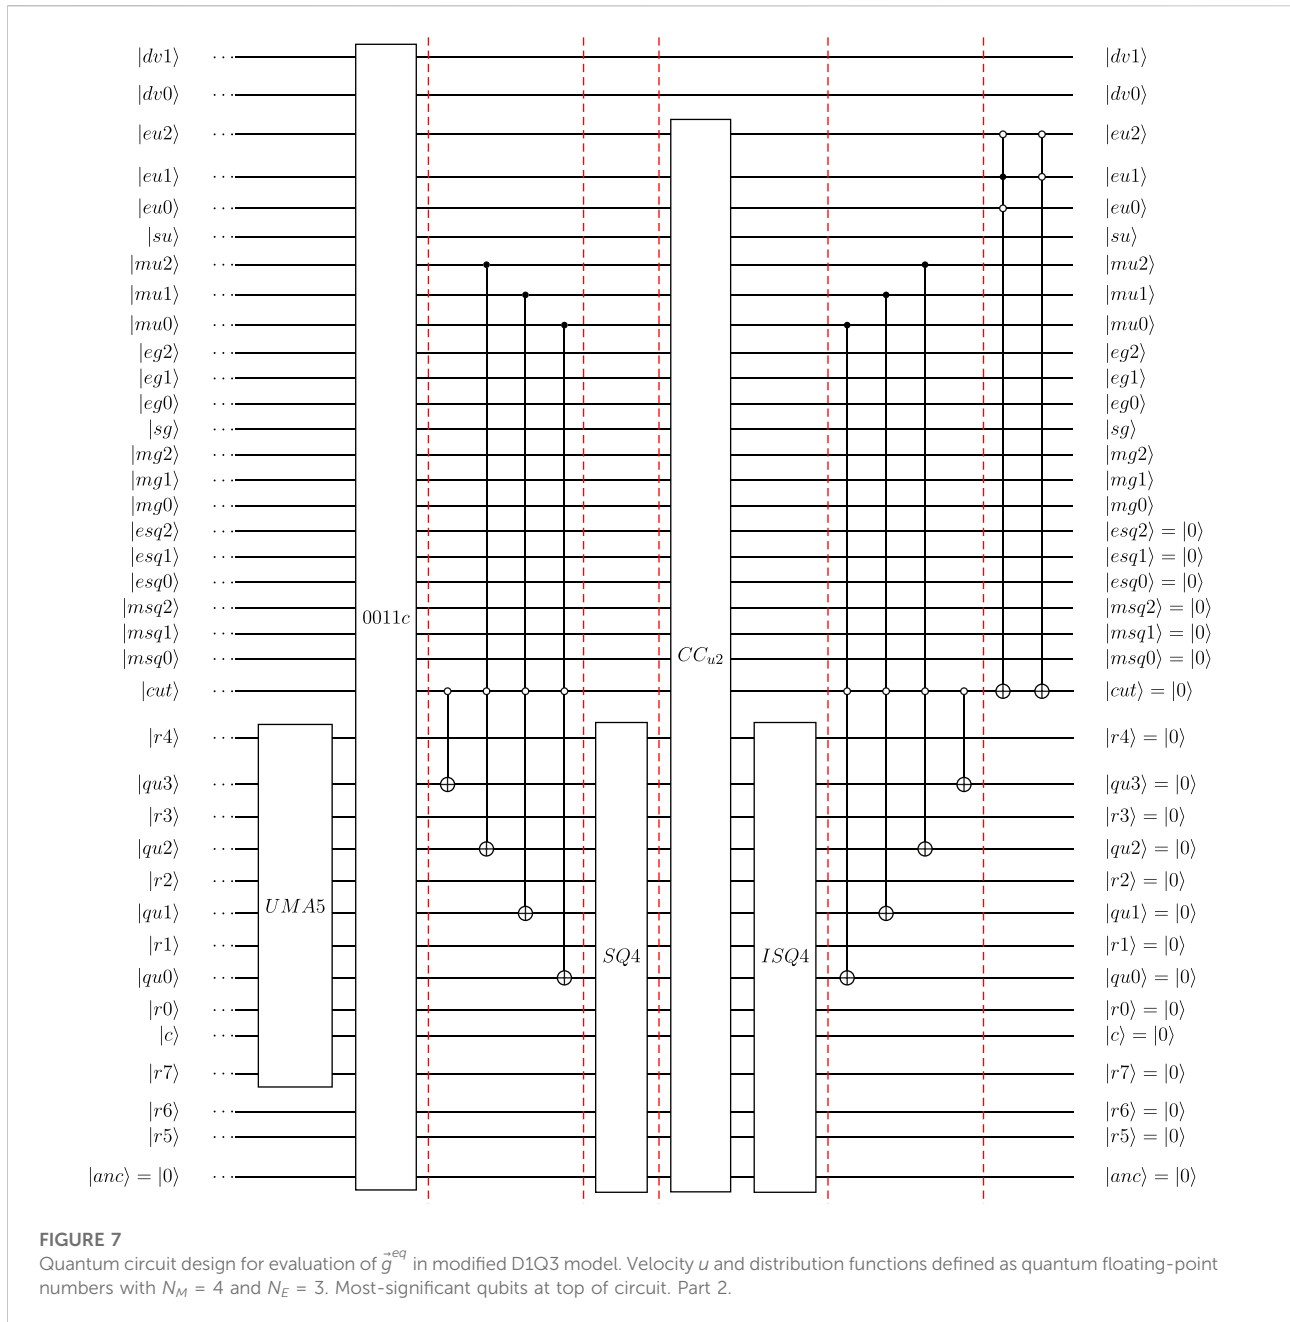 |dv1⟩ ··· |dv1⟩
|dv0⟩ ··· |dv0⟩
|eu2⟩ ··· |eu2⟩
|eu1⟩ ··· |eu1⟩
|eu0⟩ ··· |eu0⟩
|su⟩ ··· |su⟩
|mu2⟩ ··· |mu2⟩
|mu1⟩ ··· |mu1⟩
|mu0⟩ ··· |mu0⟩
|eg2⟩ ··· |eg2⟩
|eg1⟩ ··· |eg1⟩
|eg0⟩ ··· |eg0⟩
|sg⟩ ··· |sg⟩
|mg2⟩ ··· |mg2⟩
|mg1⟩ ··· |mg1⟩
|mg0⟩ ··· |mg0⟩
|esq2⟩ ··· |esq2⟩ = |0⟩
|esq1⟩ ··· |esq1⟩ = |0⟩
|esq0⟩ ··· |esq0⟩ = |0⟩
|msq2⟩ ··· |msq2⟩ = |0⟩
0011c
|msq1⟩ ··· |msq1⟩ = |0⟩
|msq0⟩ ··· CC_{u2} |msq0⟩ = |0⟩
|cut⟩ ··· |cut⟩ = |0⟩
|r4⟩ ··· |r4⟩ = |0⟩
|qu3⟩ ··· |qu3⟩ = |0⟩
|r3⟩ ··· |r3⟩ = |0⟩
|qu2⟩ ··· |qu2⟩ = |0⟩
|r2⟩ ··· |r2⟩ = |0⟩
|qu1⟩ ··· UMA5 |qu1⟩ = |0⟩
|r1⟩ ··· |r1⟩ = |0⟩
SQ4 ISQ4
|qu0⟩ ··· |qu0⟩ = |0⟩
|r0⟩ ··· |r0⟩ = |0⟩
|c⟩ ··· |c⟩ = |0⟩
|r7⟩ ··· |r7⟩ = |0⟩
|r6⟩ ··· |r6⟩ = |0⟩
|r5⟩ ··· |r5⟩ = |0⟩
|anc⟩ = |0⟩ ··· |anc⟩ = |0⟩
FIGURE 7
Quantum circuit design for evaluation of g⃗^{eq} in modified D1Q3 model. Velocity u and distribution functions defined as quantum floating-point
numbers with N_M = 4 and N_E = 3. Most-significant qubits at top of circuit. Part 2.